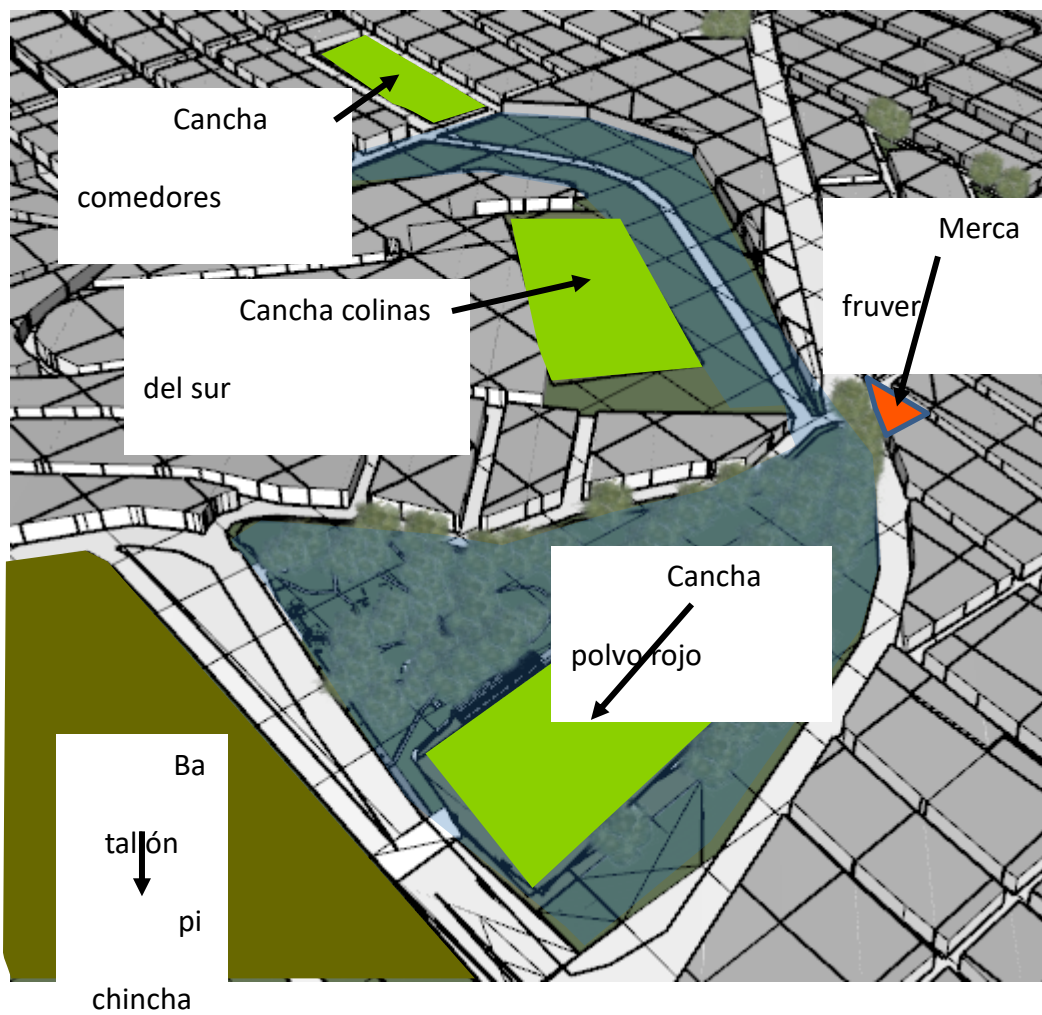 Cancha
comedores
Merca
fruver
Cancha colinas
del sur
Cancha
polvo rojo
Ba
tallón
pi
chincha